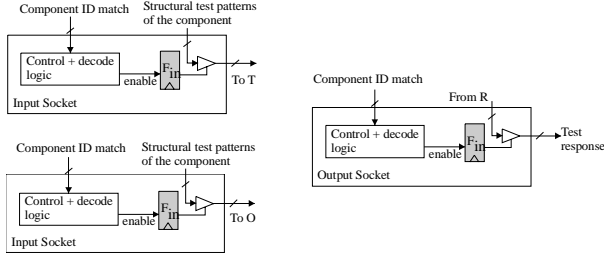 Component ID match
Structural test patterns
of the component
Control + decode
logic
enable
F
in
To T
Input Socket
Component ID match
Structural test patterns
of the component
Control + decode
logic
enable
F
in
To O
Input Socket
Component ID match
From R
Control + decode
logic
enable
F
in
Test
response
Output Socket